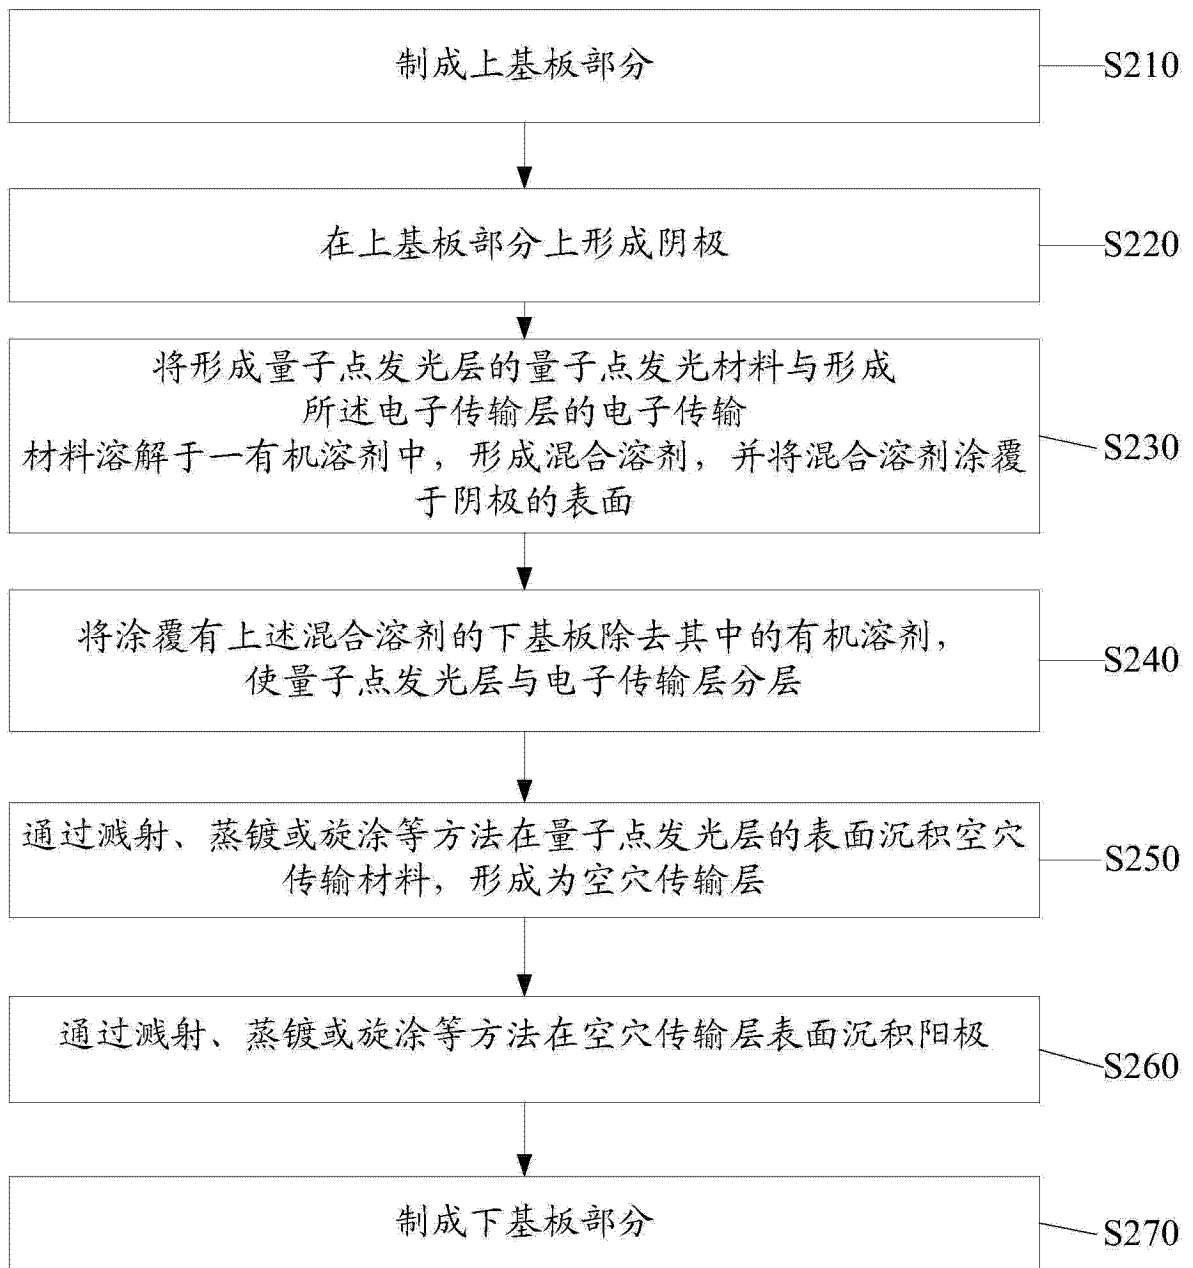 制成上基板部分
S210
在上基板部分上形成阴极
S220
将形成量子点发光层的量子点发光材料与形成
所述电子传输层的电子传输
材料溶解于一有机溶剂中，形成混合溶剂，并将混合溶剂涂覆
于阴极的表面
S230
将涂覆有上述混合溶剂的下基板除去其中的有机溶剂，
使量子点发光层与电子传输层分层
S240
通过溅射、蒸镀或旋涂等方法在量子点发光层的表面沉积空穴
传输材料，形成为空穴传输层
S250
通过溅射、蒸镀或旋涂等方法在空穴传输层表面沉积阳极
S260
制成下基板部分
S270